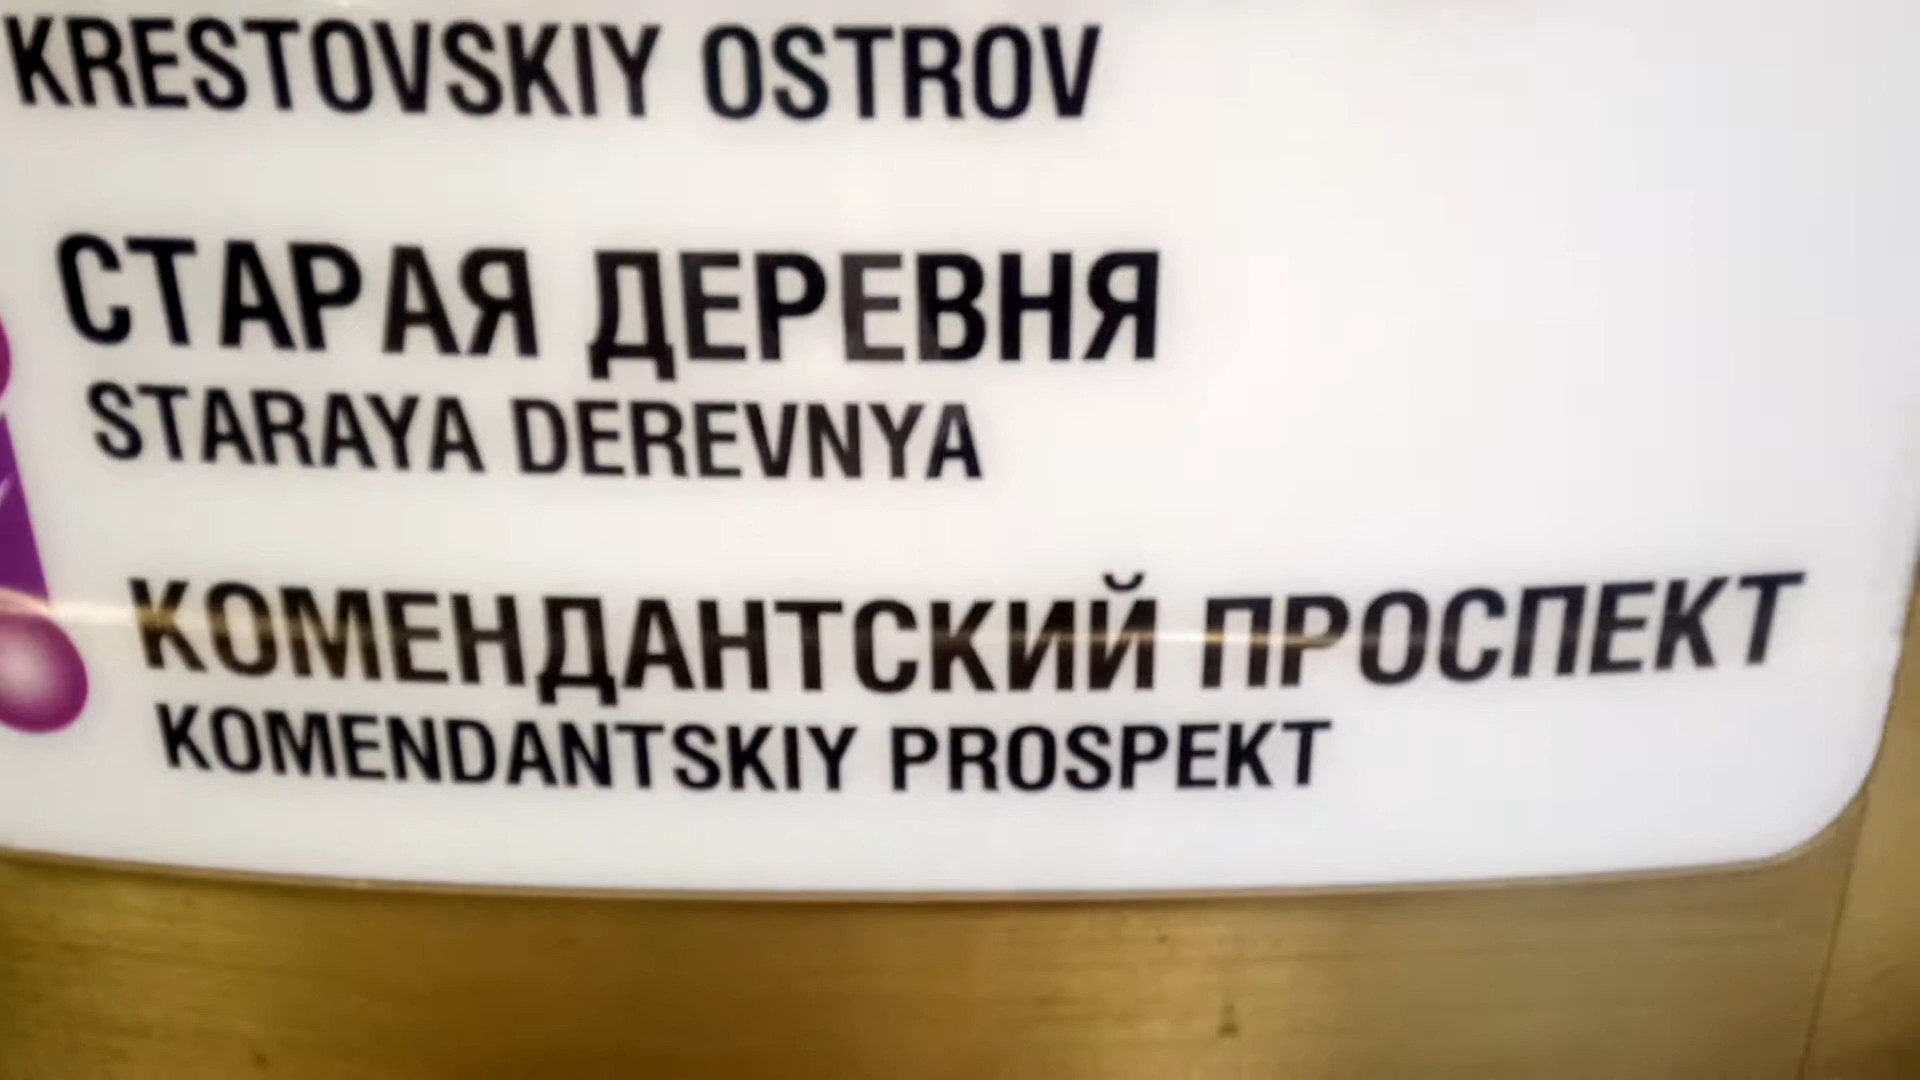 KRESTOVSKIY OSTROV
СТАРАЯ ДЕРЕВНЯ
STARAYA DEREVNYA
КОМЕНДАНТСКИЙ ПРОСПЕКТ
KOMENDANTSKIY PROSPEKT